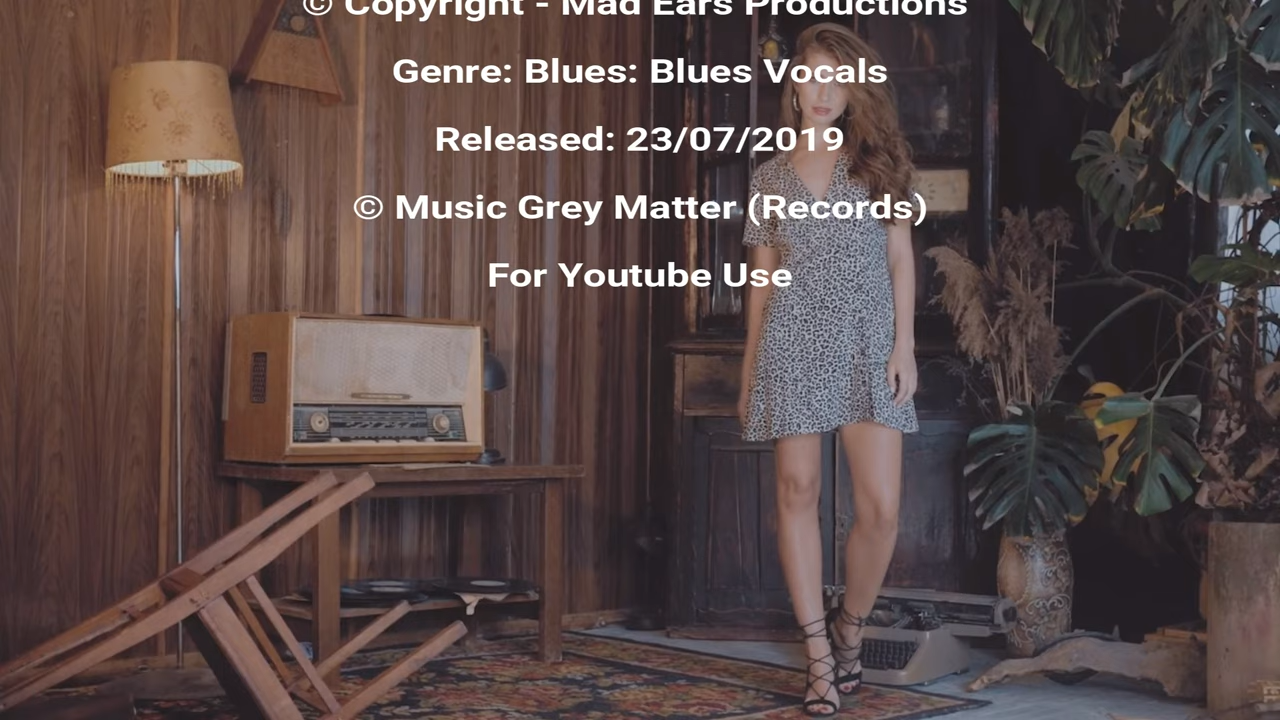 © Copyright - Mad Ears Productions
Genre: Blues: Blues Vocals
Released: 23/07/2019
© Music Grey Matter (Records)
For Youtube Use